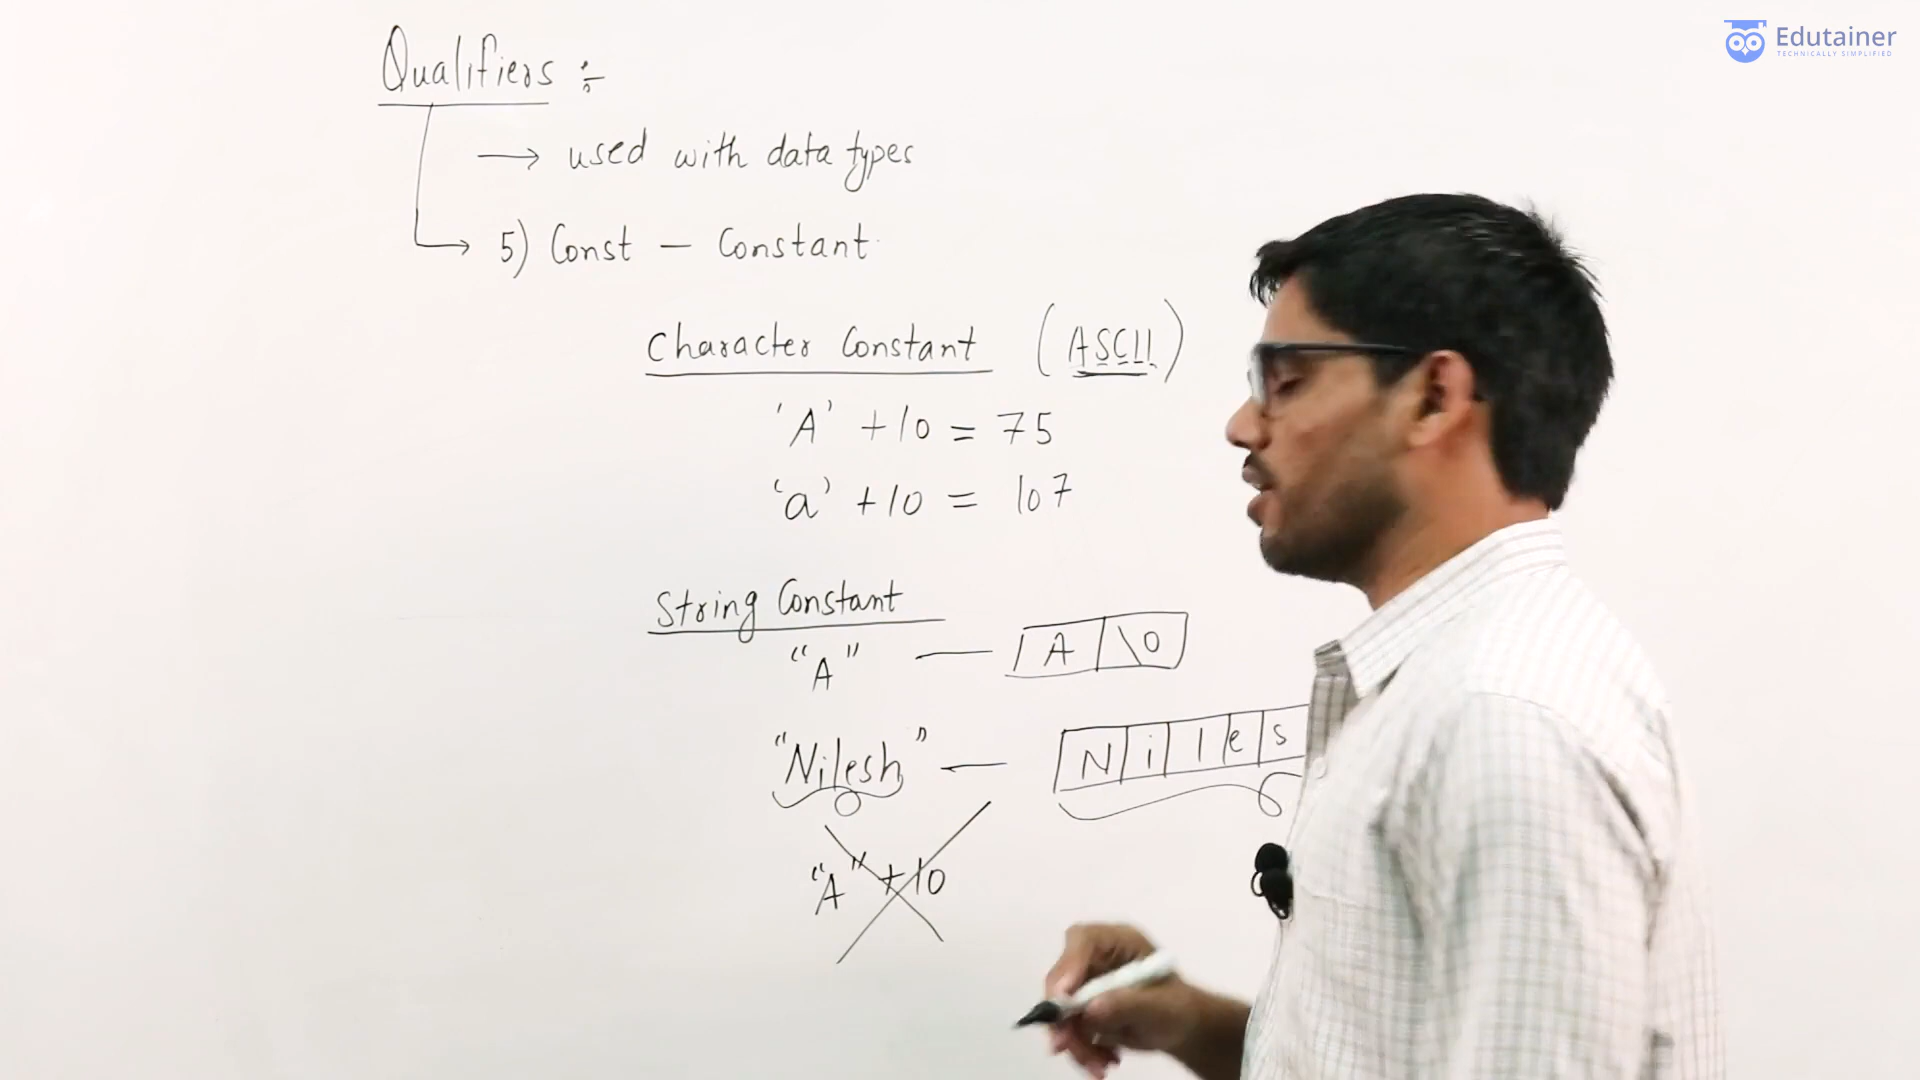 Edutainer
TECHNICALLY SIMPLIFIED
Qualifiers :-
→ used with data types
→ 5) Const – Constant
Character Constant (ASCII)
'A' + 10 = 75
'a' + 10 = 107
String Constant
"A" — A \0
"Nilesh" — N i l e s
"A" + 10